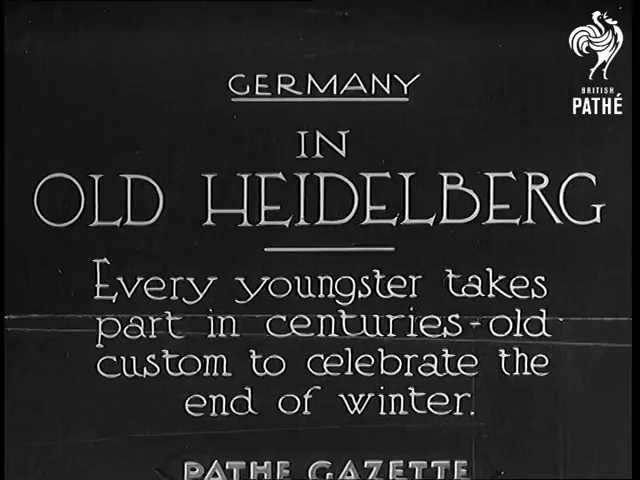 BRITISH
PATHÉ
GERMANY
IN
OLD HEIDELBERG
Every youngster takes
part in centuries-old
custom to celebrate the
end of winter.
PATHE GAZETTE